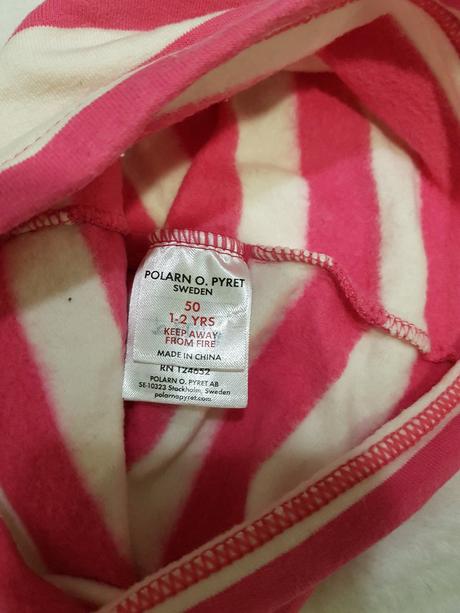 POLARN O. PYRET
SWEDEN
50
1-2 YRS
KEEP AWAY
FROM FIRE
MADE IN CHINA
RN 124652
POLARN O. PYRET AB
SE-10323 Stockholm, Sweden
polarnopyret.com